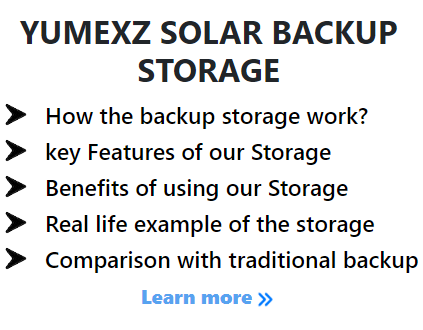 YUMEXZ SOLAR BACKUP
STORAGE
How the backup storage work?
key Features of our Storage
Benefits of using our Storage
Real life example of the storage
Comparison with traditional backup
Learn more »